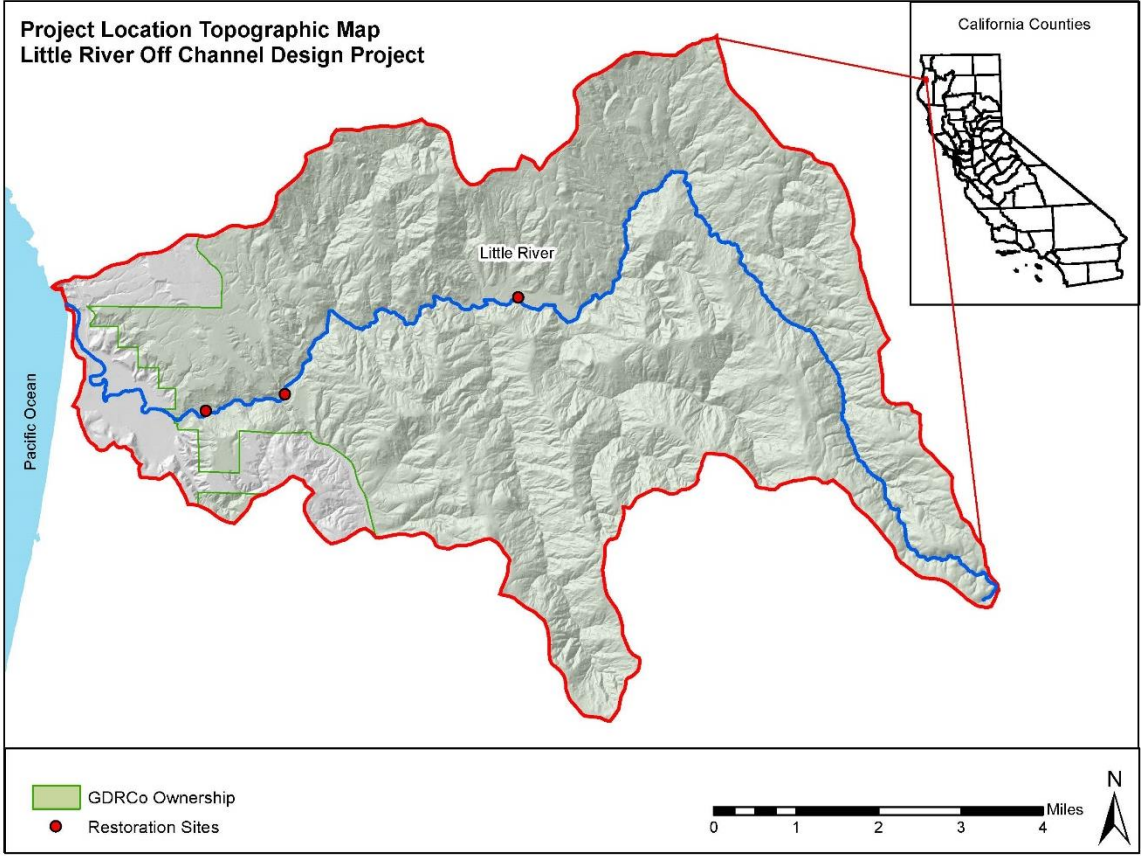 Project Location Topographic Map
Little River Off Channel Design Project
California Counties
Little River
Pacific Ocean
GDRCo Ownership
Restoration Sites
Miles
0 1 2 3 4
N